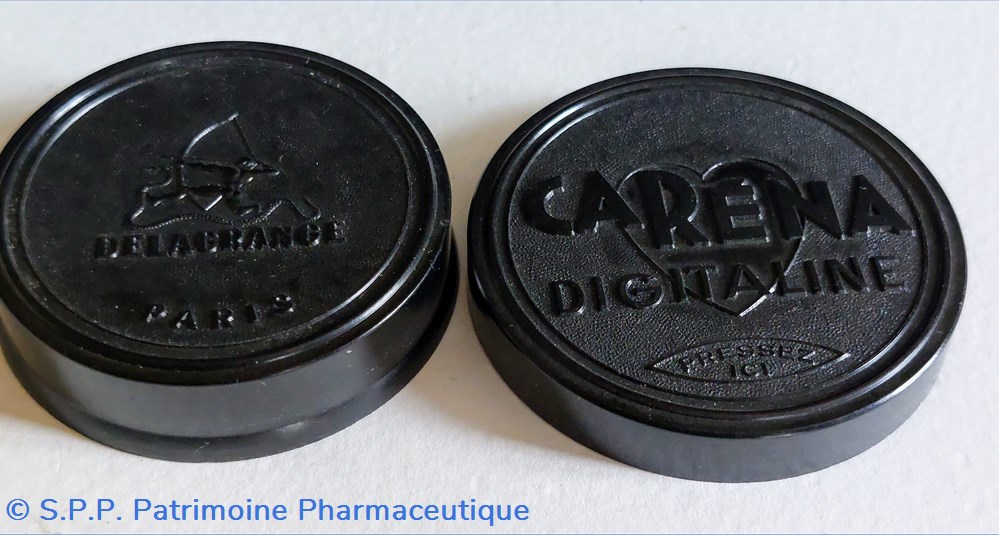 DELAGRANGE
PARIS
CARENA
DIGITALINE
PRESSEZ
ICI
© S.P.P. Patrimoine Pharmaceutique